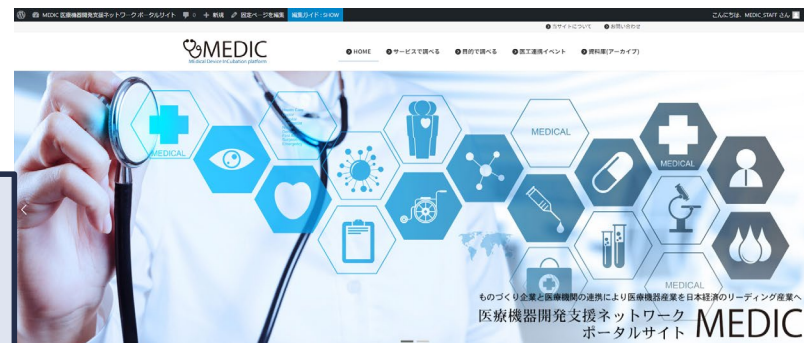 MEDIC 医療機器開発支援ネットワークポータルサイト 0 新規 固定ページを編集 編集ガイド : SHOW こんにちは、MEDIC_STAFF さん
当サイトについて お問い合わせ
MEDIC
Medical Device InCubation platform
HOME サービスで調べる 目的で調べる 医工連携イベント 資料庫(アーカイブ)
MEDICAL
MEDICAL
MEDICAL
MEDICAL
ものづくり企業と医療機関の連携により医療機器産業を日本経済のリーディング産業へ
医療機器開発支援ネットワーク
ポータルサイト MEDIC